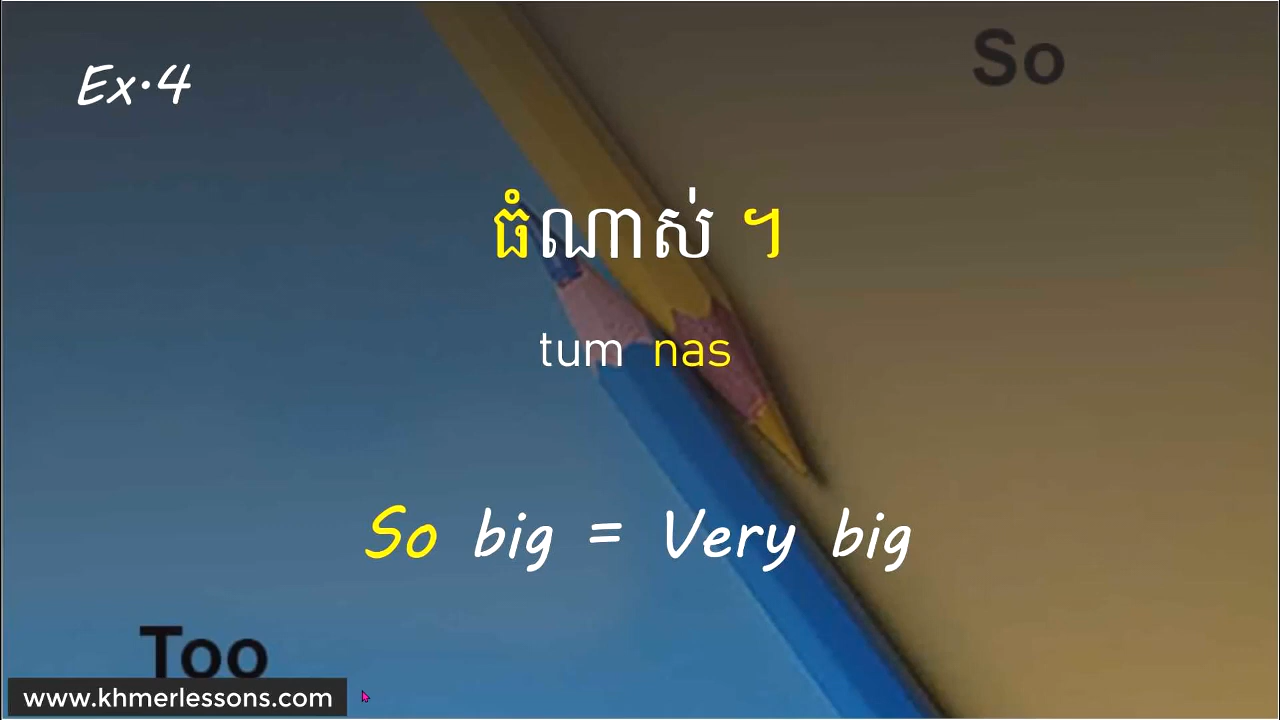 So
Ex.4
ធំណាស់ ។
tum nas
So big = Very big
Too
www.khmerlessons.com